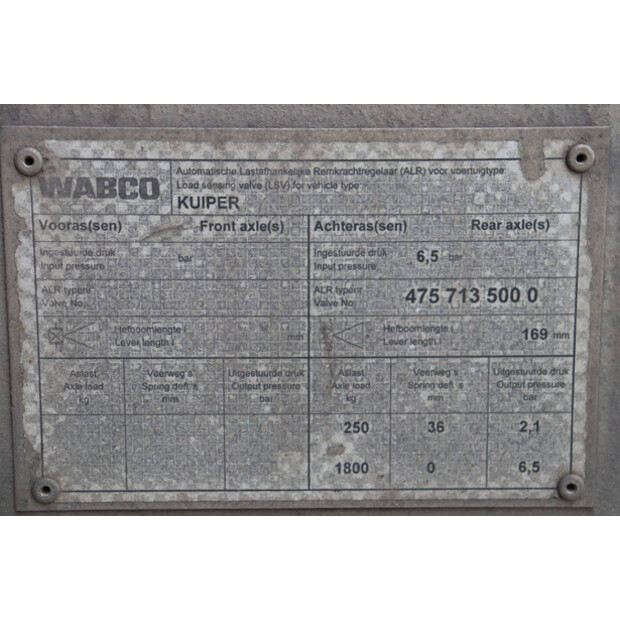 WABCO
Automatische Lastafhankelijke Remkrachtregelaar (ALR) voor voertuigtype:
Load sensing valve (LSV) for vehicle type:
KUIPER
Vooras(sen) Front axle(s) Achteras(sen) Rear axle(s)
Ingestuurde druk
Input pressure bar
Ingestuurde druk
Input pressure 6,5 bar
ALR typenr
Valve No.
ALR typenr
Valve No. 475 713 500 0
Hefboomlengte l
Lever length l mm
Hefboomlengte l
Lever length l 169 mm
Aslast Veerweg s Uitgestuurde druk Aslast Veerweg s Uitgestuurde druk
Axle load Spring defl. s Output pressure Axle load Spring defl. s Output pressure
kg mm bar kg mm bar
250 36 2,1
1800 0 6,5